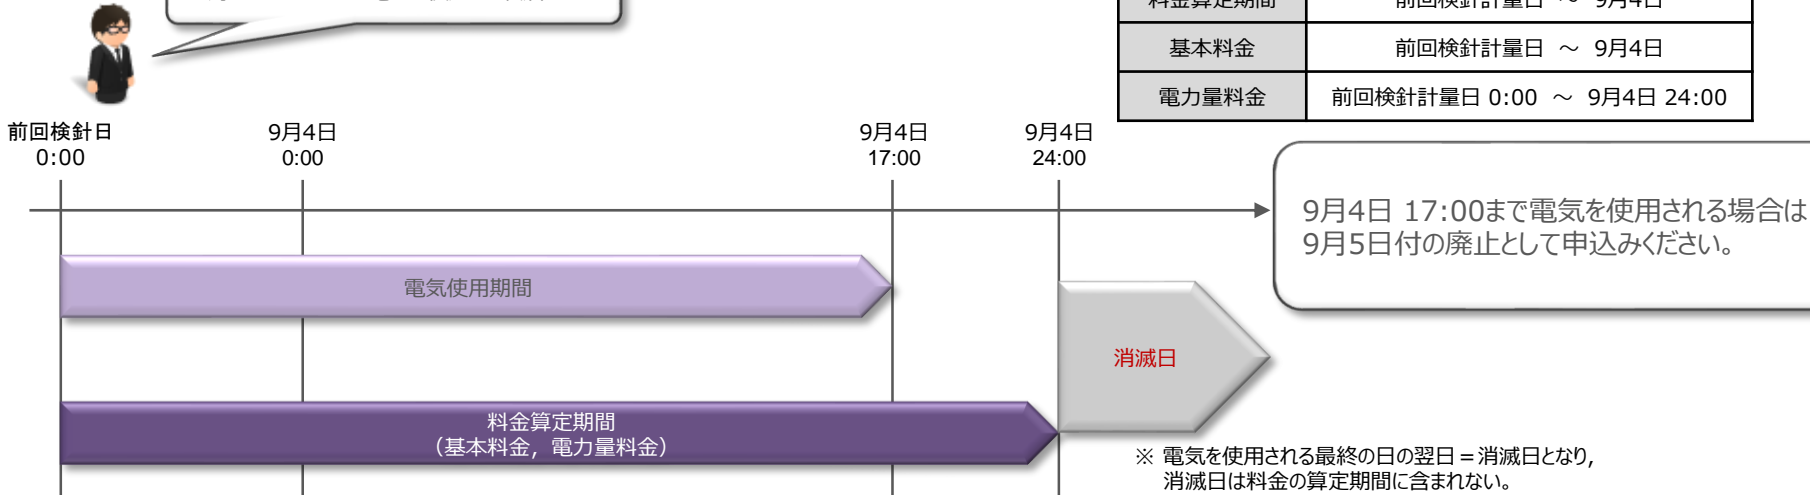 料金算定期間 前回検針計量日 ～ 9月4日
基本料金 前回検針計量日 ～ 9月4日
電力量料金 前回検針計量日 0:00 ～ 9月4日 24:00
前回検針日 9月4日 9月4日 9月4日
0:00 0:00 17:00 24:00
9月4日 17:00まで電気を使用される場合は
9月5日付の廃止として申込みください。
電気使用期間
消滅日
料金算定期間
（基本料金，電力量料金）
※ 電気を使用される最終の日の翌日＝消滅日となり，
消滅日は料金の算定期間に含まれない。